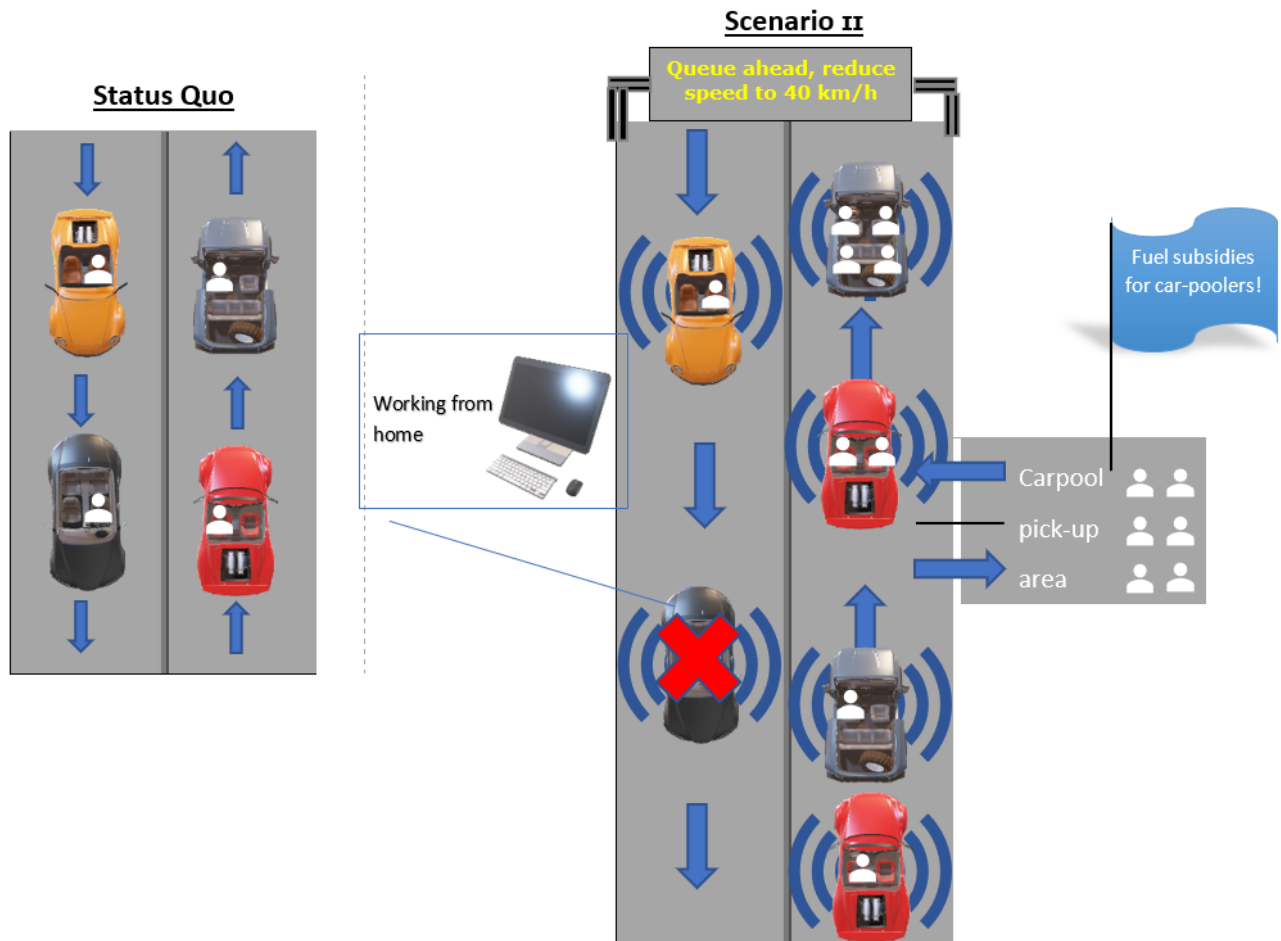 Scenario II
Queue ahead, reduce
speed to 40 km/h
Status Quo
Fuel subsidies
for car-poolers!
Working from
home
Carpool
pick-up
area